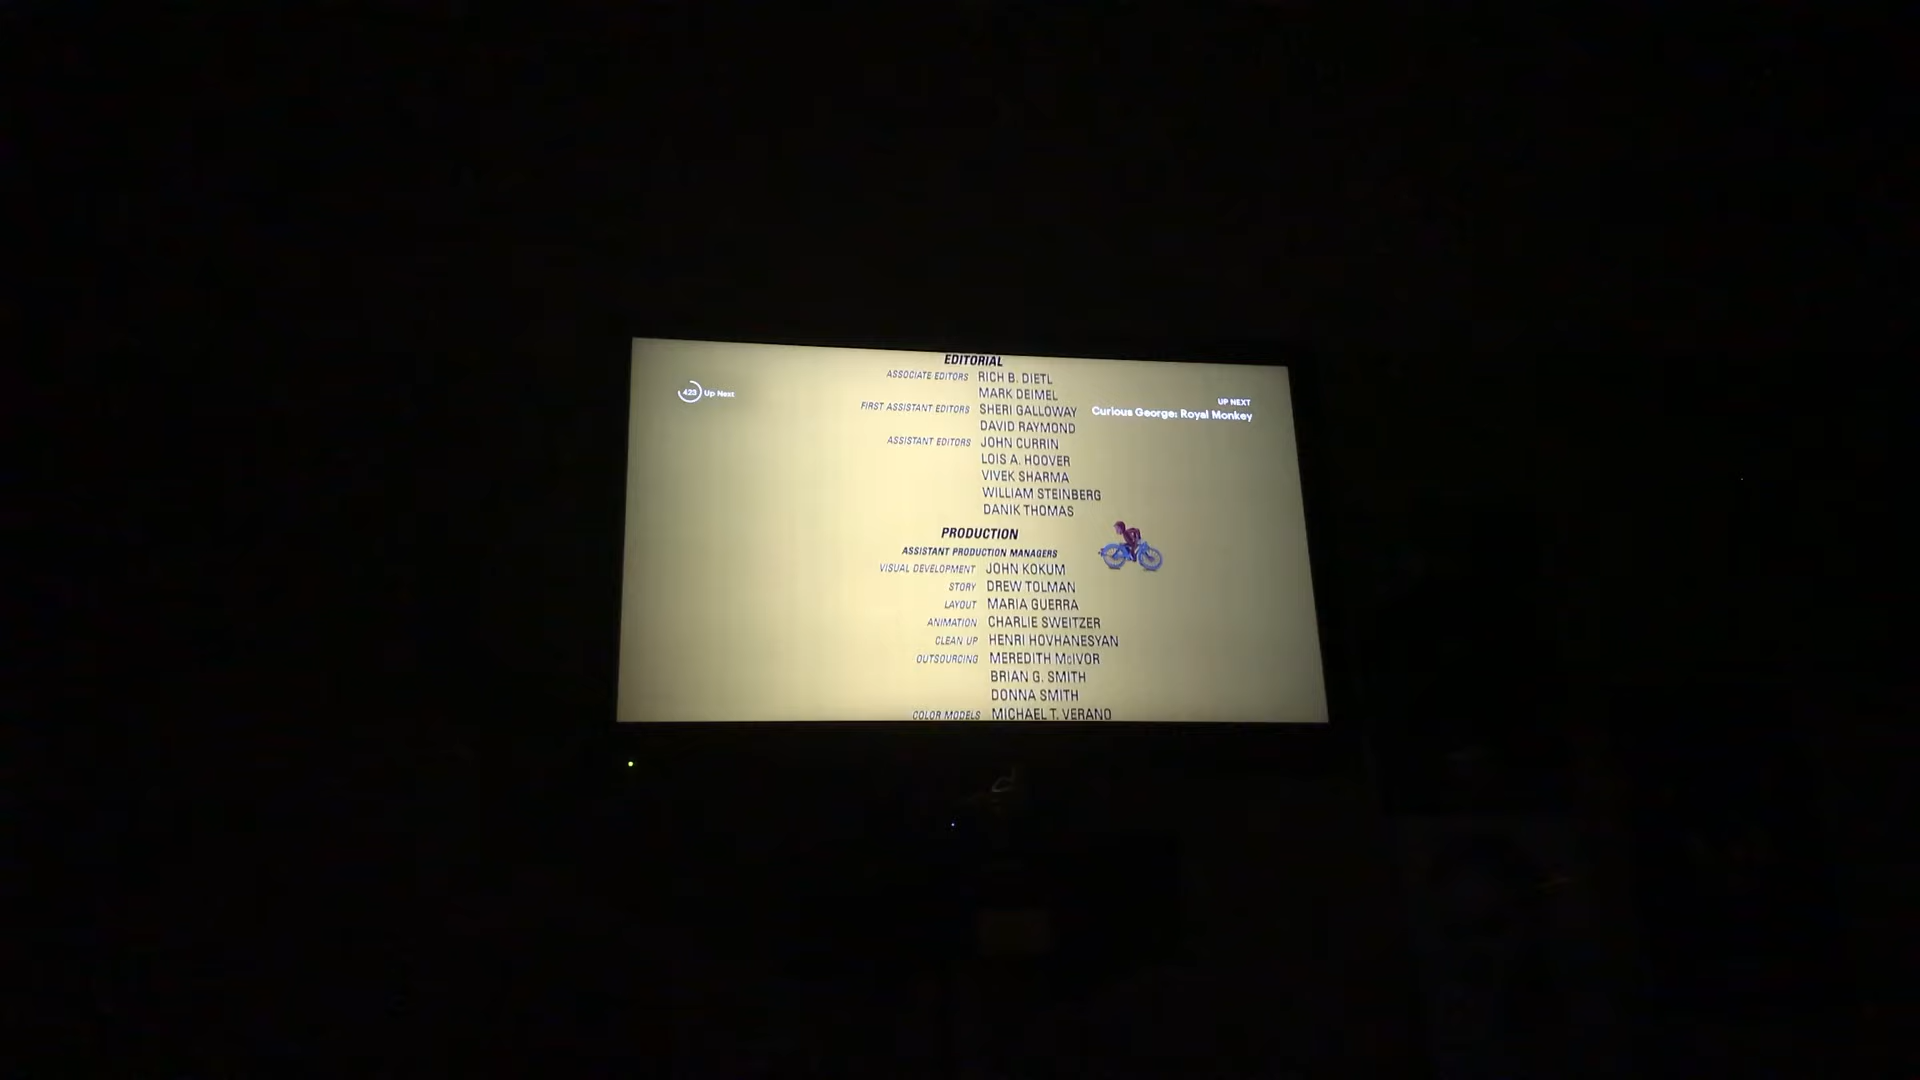 EDITORIAL
ASSOCIATE EDITORS RICH B. DIETL
MARK DEIMEL
FIRST ASSISTANT EDITORS SHERI GALLOWAY
DAVID RAYMOND
ASSISTANT EDITORS JOHN CURRIN
LOIS A. HOOVER
VIVEK SHARMA
WILLIAM STEINBERG
DANIK THOMAS
423 Up Next
UP NEXT
Curious George: Royal Monkey
PRODUCTION
ASSISTANT PRODUCTION MANAGERS
VISUAL DEVELOPMENT JOHN KOKUM
STORY DREW TOLMAN
LAYOUT MARIA GUERRA
ANIMATION CHARLIE SWEITZER
CLEAN UP HENRI HOVHANESYAN
OUTSOURCING MEREDITH McIVOR
BRIAN G. SMITH
DONNA SMITH
COLOR MODELS MICHAEL T. VERANO